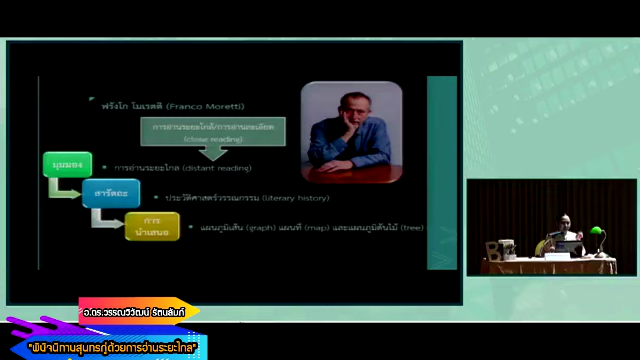 ฟรังโก โมเรตติ (Franco Moretti)
การอ่านระยะใกล้/การอ่านละเอียด
(close reading)
มุมมอง
การอ่านระยะไกล (distant reading)
สารัตถะ
ประวัติศาสตร์วรรณกรรม (literary history)
การ
นำเสนอ
แผนภูมิเส้น (graph) แผนที่ (map) และแผนภูมิต้นไม้ (tree)
อ.ดร.วรรณวิวัฒน์ รัตนลัมภ์
"พินิจนิทานสุนทรภู่ด้วยการอ่านระยะไกล"